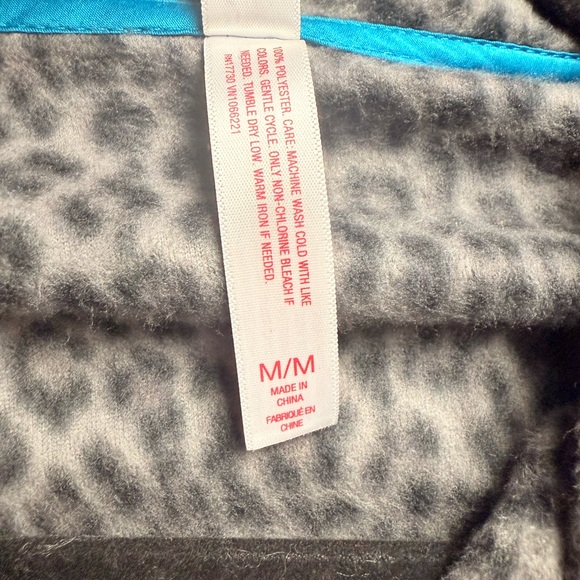 100% POLYESTER. CARE: MACHINE WASH COLD WITH LIKE
COLORS. GENTLE CYCLE. ONLY NON-CHLORINE BLEACH IF
NEEDED. TUMBLE DRY LOW. WARM IRON IF NEEDED.
RN17730 VN1066221
M/M
MADE IN
CHINA
FABRIQUÉ EN
CHINE